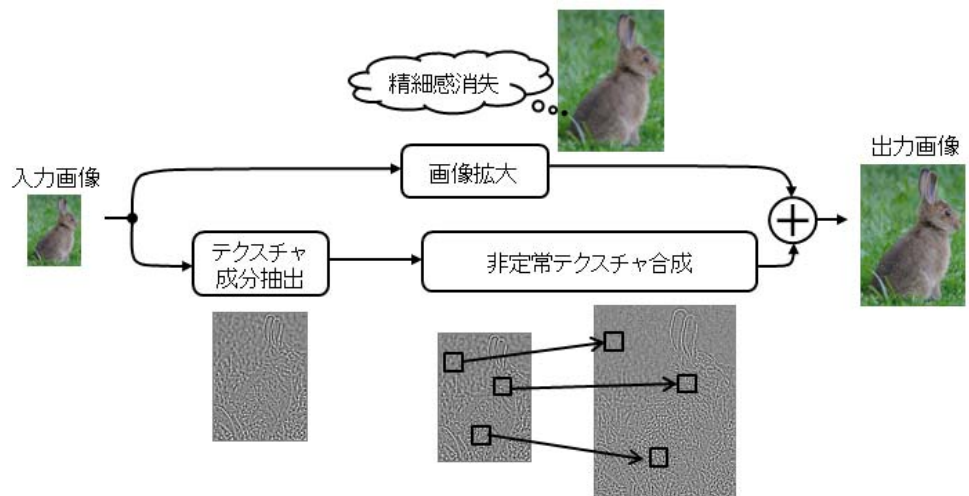 精細感消失
入力画像
画像拡大
出力画像
テクスチャ
成分抽出
非定常テクスチャ合成